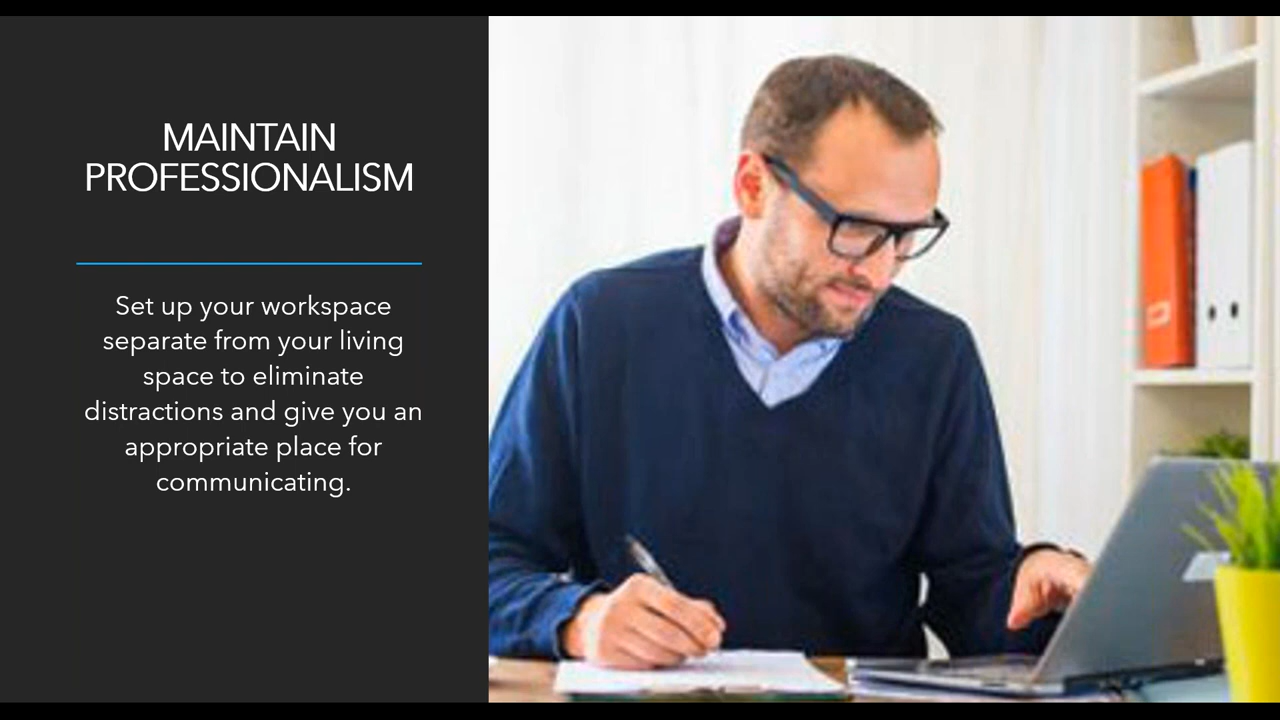 MAINTAIN
PROFESSIONALISM
Set up your workspace
separate from your living
space to eliminate
distractions and give you an
appropriate place for
communicating.